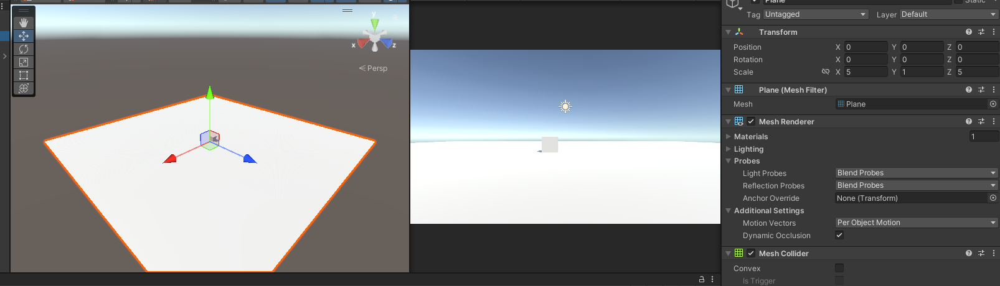 Plane
Static
Tag Untagged Layer Default
y
x z
Persp
Transform
Position X 0 Y 0 Z 0
Rotation X 0 Y 0 Z 0
Scale X 5 Y 1 Z 5
Plane (Mesh Filter)
Mesh Plane
Mesh Renderer
Materials 1
Lighting
Probes
Light Probes Blend Probes
Reflection Probes Blend Probes
Anchor Override None (Transform)
Additional Settings
Motion Vectors Per Object Motion
Dynamic Occlusion
Mesh Collider
Convex
Is Trigger